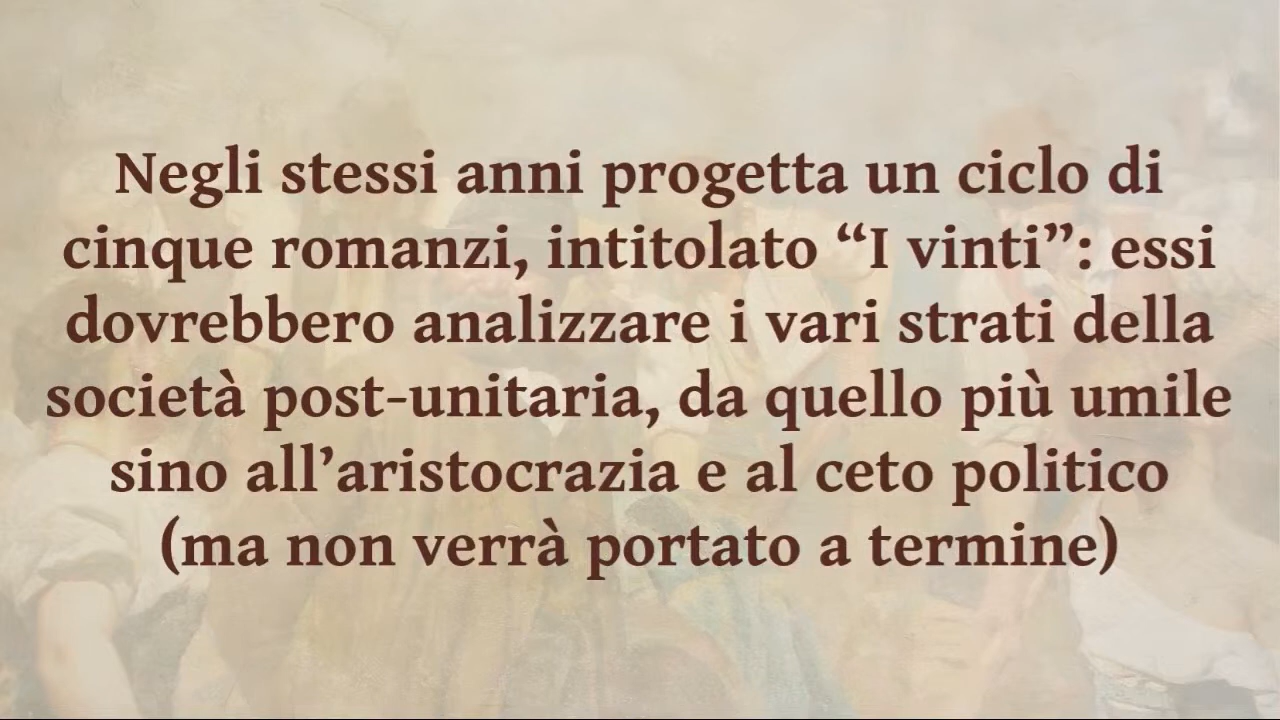 Negli stessi anni progetta un ciclo di
cinque romanzi, intitolato “I vinti”: essi
dovrebbero analizzare i vari strati della
società post-unitaria, da quello più umile
sino all’aristocrazia e al ceto politico
(ma non verrà portato a termine)